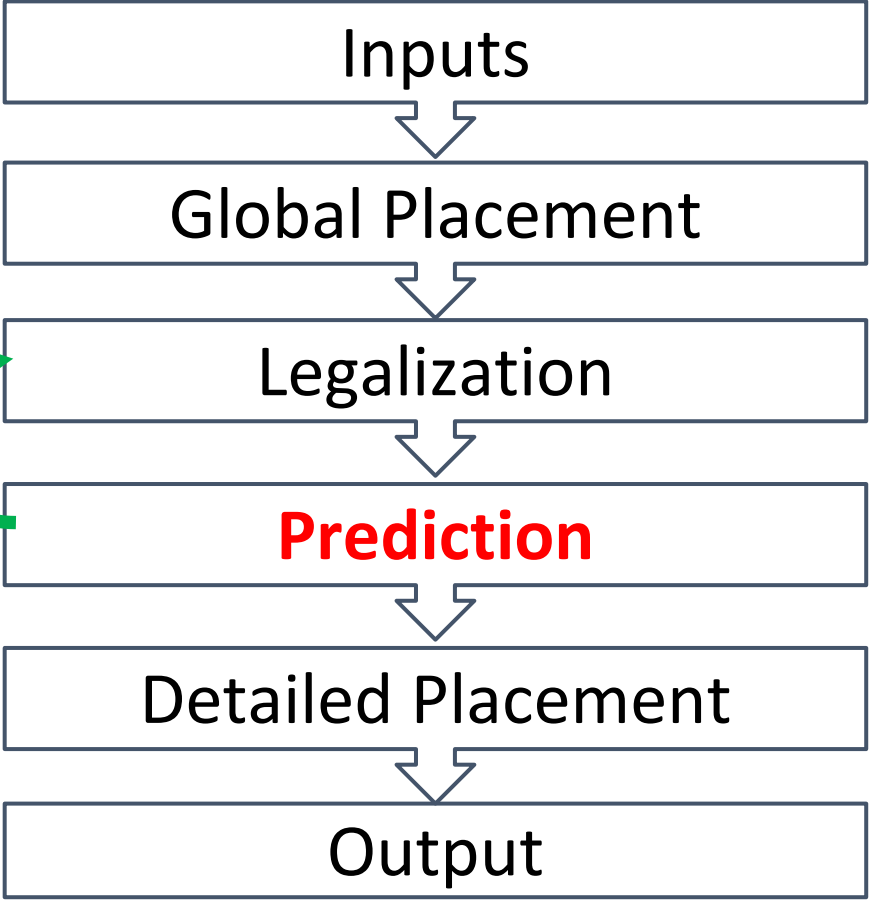 Inputs
Global Placement
Legalization
Prediction
Detailed Placement
Output